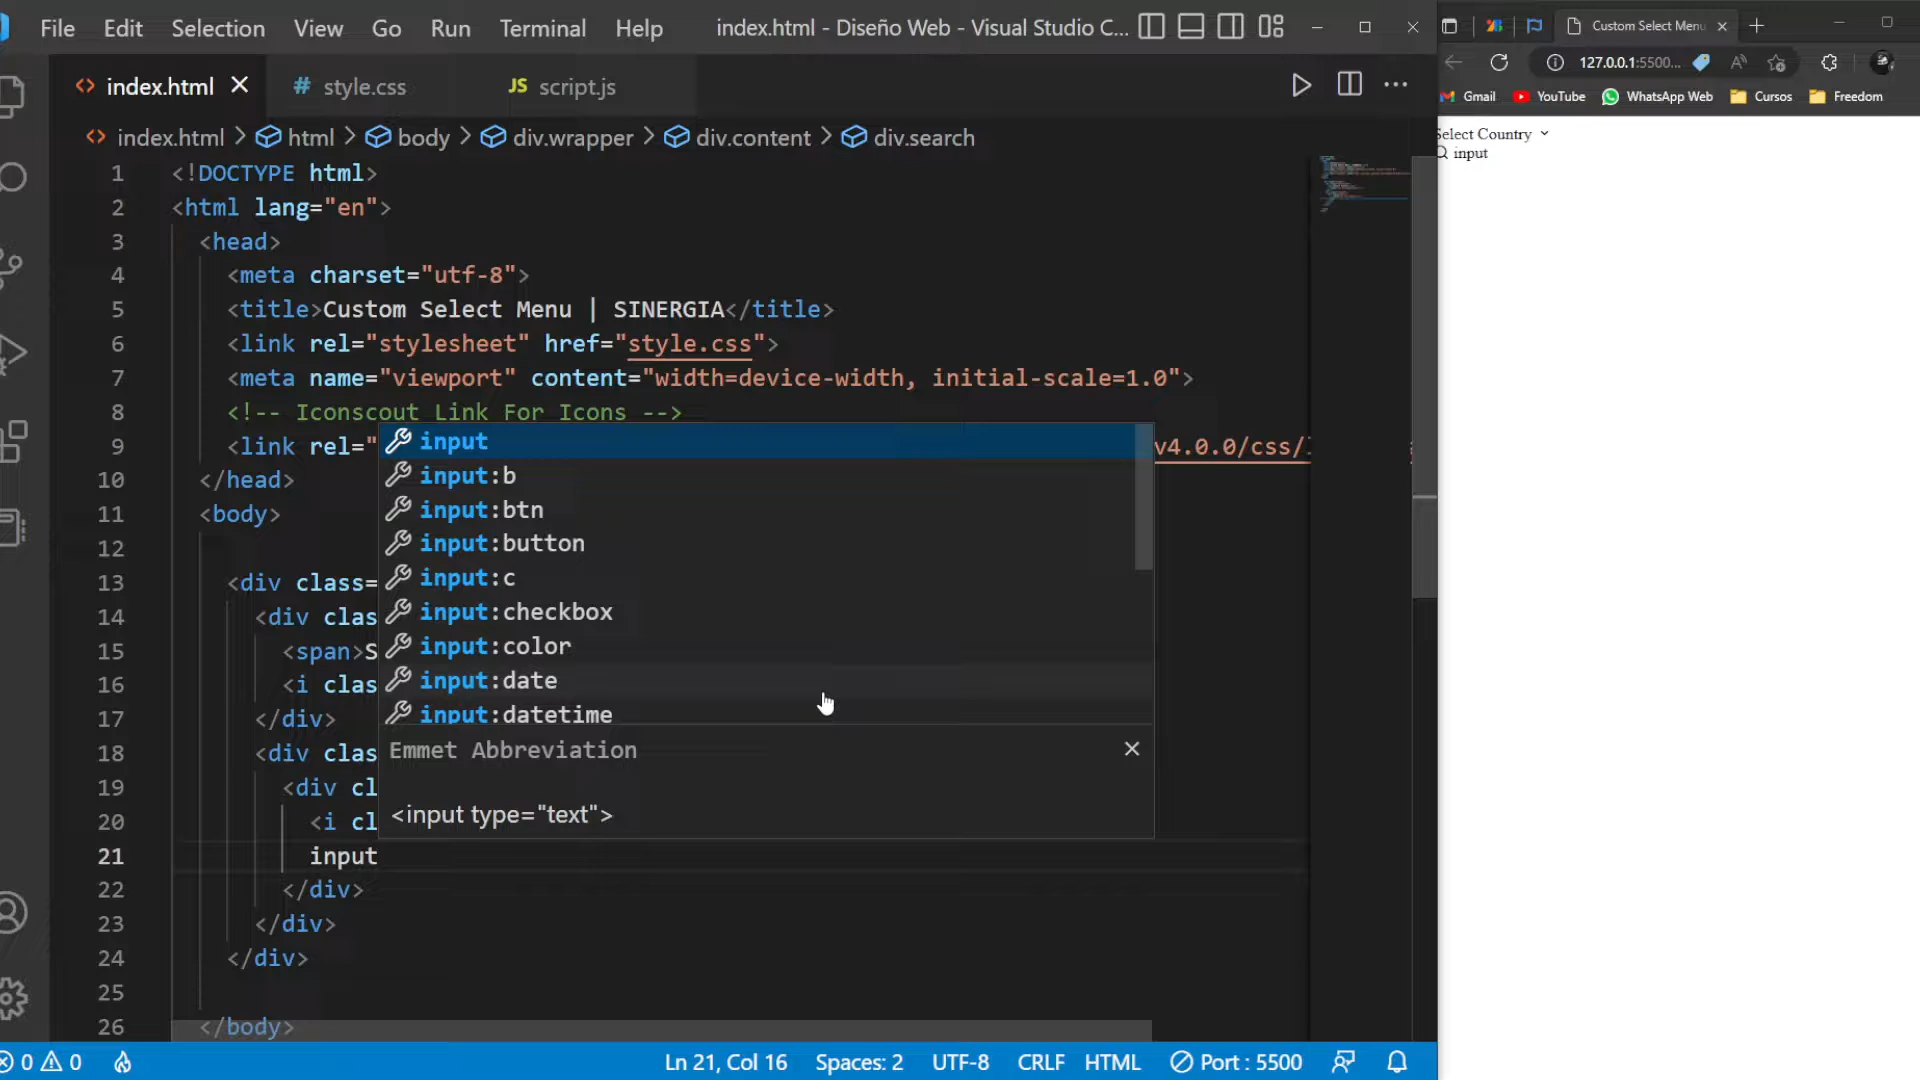 File Edit Selection View Go Run Terminal Help index.html - Diseño Web - Visual Studio C...
index.html # style.css JS script.js
index.html > html > body > div.wrapper > div.content > div.search
1 <!DOCTYPE html>
2 <html lang="en">
3 <head>
4 <meta charset="utf-8">
5 <title>Custom Select Menu | SINERGIA</title>
6 <link rel="stylesheet" href="style.css">
7 <meta name="viewport" content="width=device-width, initial-scale=1.0">
8 <!-- Iconscout Link For Icons -->
9 <link rel=" v4.0.0/css/
10 </head>
11 <body>
12
13 <div class=
14 <div clas
15 <span>S
16 <i clas
17 </div>
18 <div clas
19 <div cl
20 <i cl
21 input
22 </div>
23 </div>
24 </div>
25
26 </body>
input
input:b
input:btn
input:button
input:c
input:checkbox
input:color
input:date
input:datetime
Emmet Abbreviation
<input type="text">
0 0 Ln 21, Col 16 Spaces: 2 UTF-8 CRLF HTML Port : 5500
Custom Select Menu
127.0.0.1:5500...
Gmail YouTube WhatsApp Web Cursos Freedom
Select Country
input